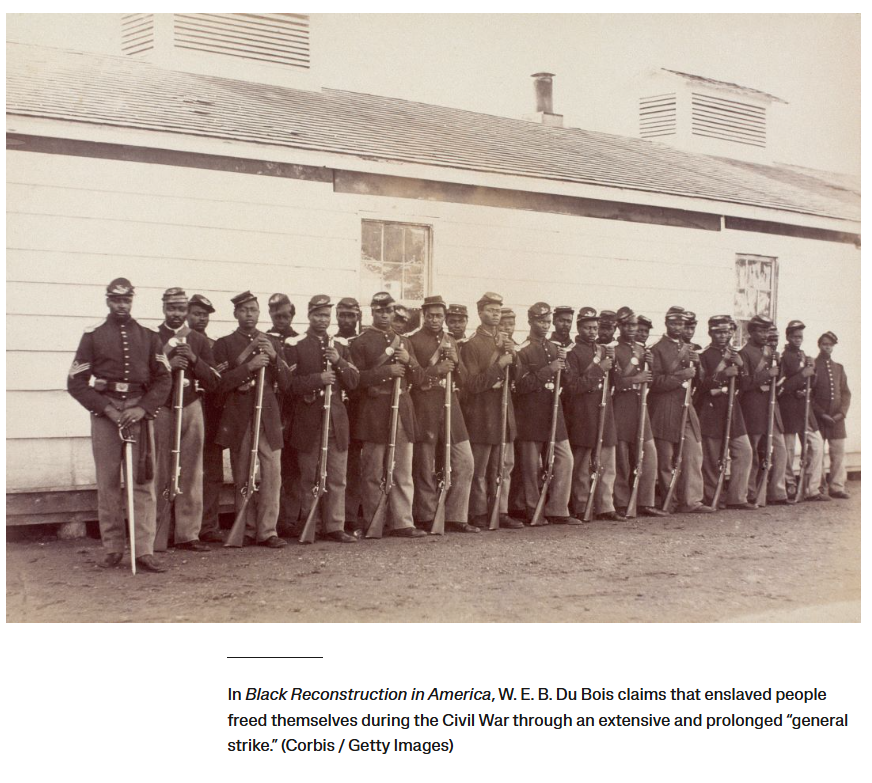 In Black Reconstruction in America, W. E. B. Du Bois claims that enslaved people
freed themselves during the Civil War through an extensive and prolonged “general
strike.” (Corbis / Getty Images)